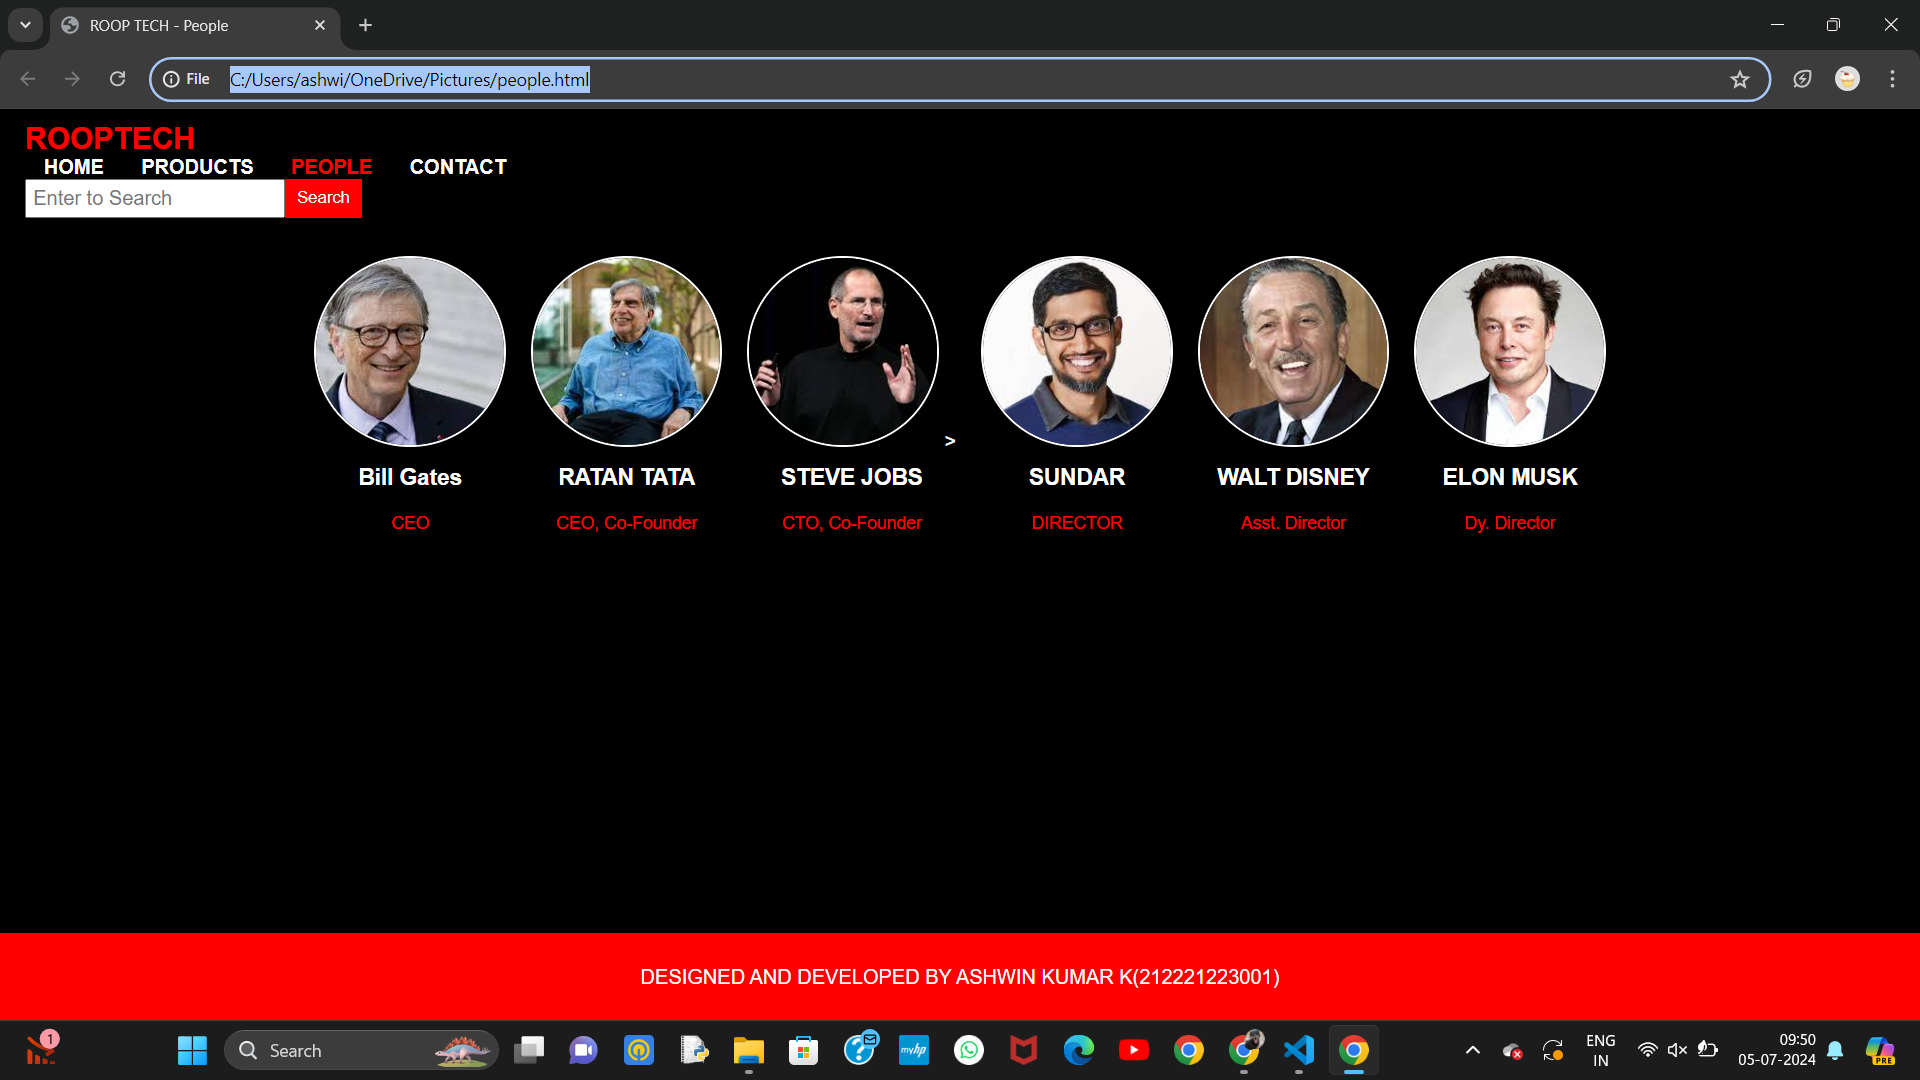 ROOP TECH - People
File C:/Users/ashwi/OneDrive/Pictures/people.html
ROOPTECH
HOME PRODUCTS PEOPLE CONTACT
Enter to Search Search
>
Bill Gates RATAN TATA STEVE JOBS SUNDAR WALT DISNEY ELON MUSK
CEO CEO, Co-Founder CTO, Co-Founder DIRECTOR Asst. Director Dy. Director
DESIGNED AND DEVELOPED BY ASHWIN KUMAR K(212221223001)
1 Search myhp ENG 09:50
IN 05-07-2024 PRE